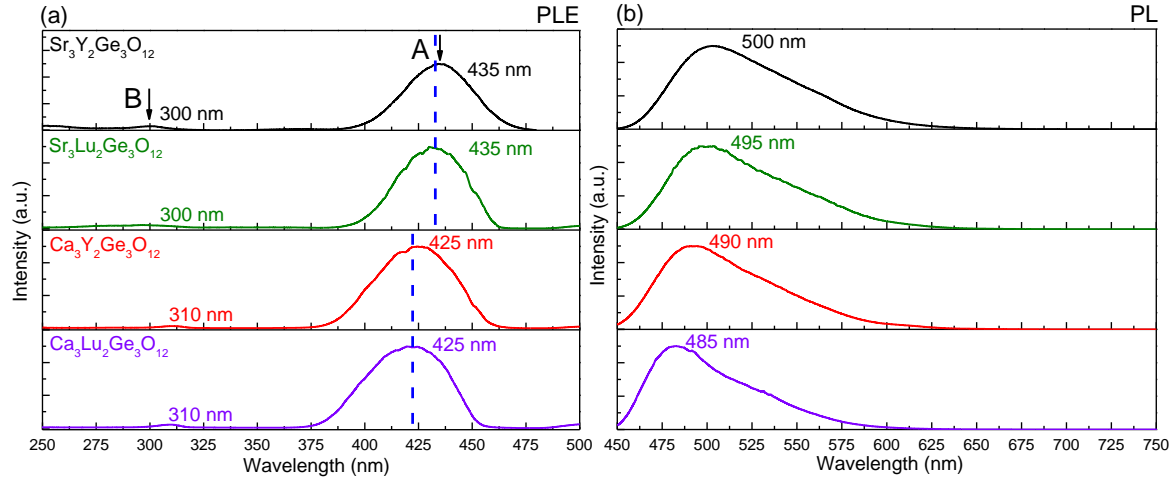 (a) PLE
Sr₃Y₂Ge₃O₁₂
A
435 nm
B
300 nm
Sr₃Lu₂Ge₃O₁₂
435 nm
300 nm
Ca₃Y₂Ge₃O₁₂
425 nm
310 nm
Ca₃Lu₂Ge₃O₁₂
425 nm
310 nm
Intensity (a.u.)
250 275 300 325 350 375 400 425 450 475 500
Wavelength (nm)
(b) PL
500 nm
495 nm
490 nm
485 nm
Intensity (a.u.)
450 475 500 525 550 575 600 625 650 675 700 725 750
Wavelength (nm)